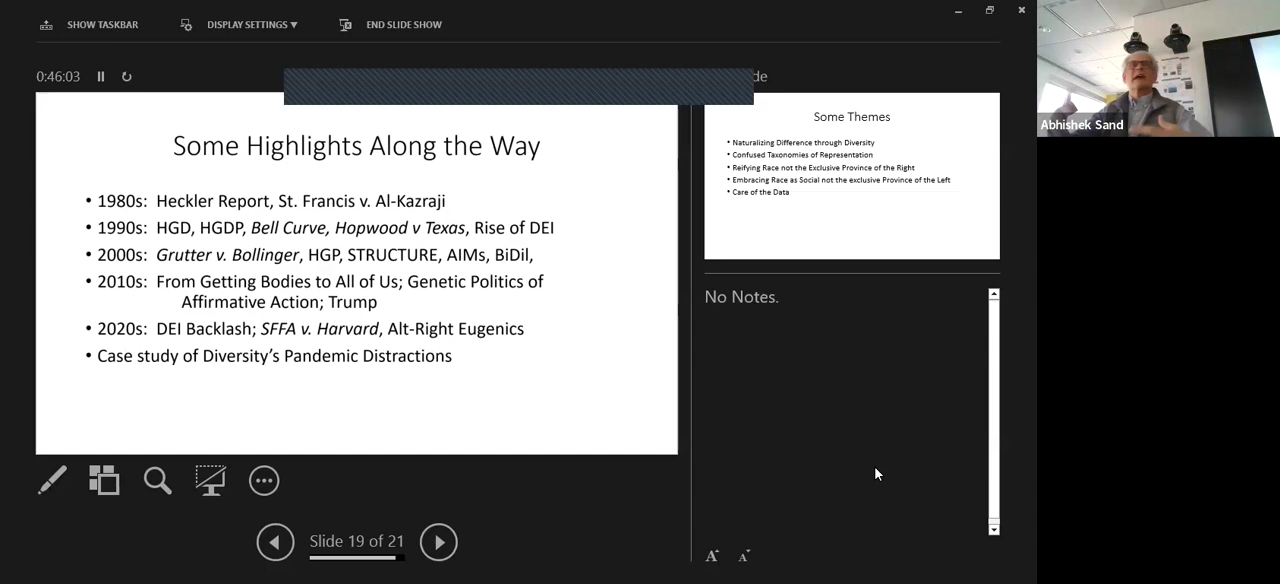 SHOW TASKBAR
DISPLAY SETTINGS ▼
END SLIDE SHOW
0:46:03
de
Some Highlights Along the Way
• 1980s: Heckler Report, St. Francis v. Al-Kazraji
• 1990s: HGD, HGDP, Bell Curve, Hopwood v Texas, Rise of DEI
• 2000s: Grutter v. Bollinger, HGP, STRUCTURE, AIMs, BiDil,
• 2010s: From Getting Bodies to All of Us; Genetic Politics of
Affirmative Action; Trump
• 2020s: DEI Backlash; SFFA v. Harvard, Alt-Right Eugenics
• Case study of Diversity's Pandemic Distractions
Slide 19 of 21
Some Themes
• Naturalizing Difference through Diversity
• Confused Taxonomies of Representation
• Reifying Race not the Exclusive Province of the Right
• Embracing Race as Social not the exclusive Province of the Left
• Care of the Data
No Notes.
A A
Abhishek Sand